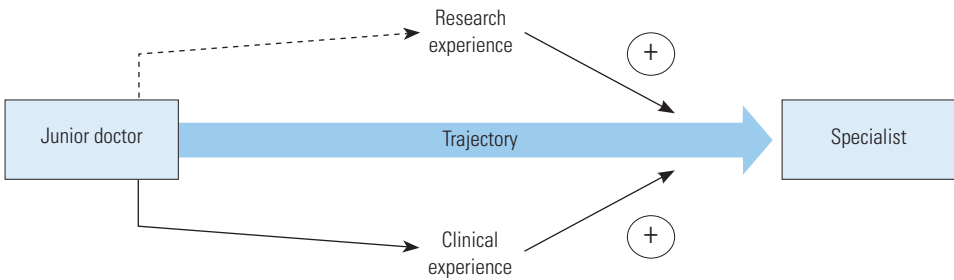 Research
experience
+
Junior doctor
Trajectory
Specialist
+
Clinical
experience